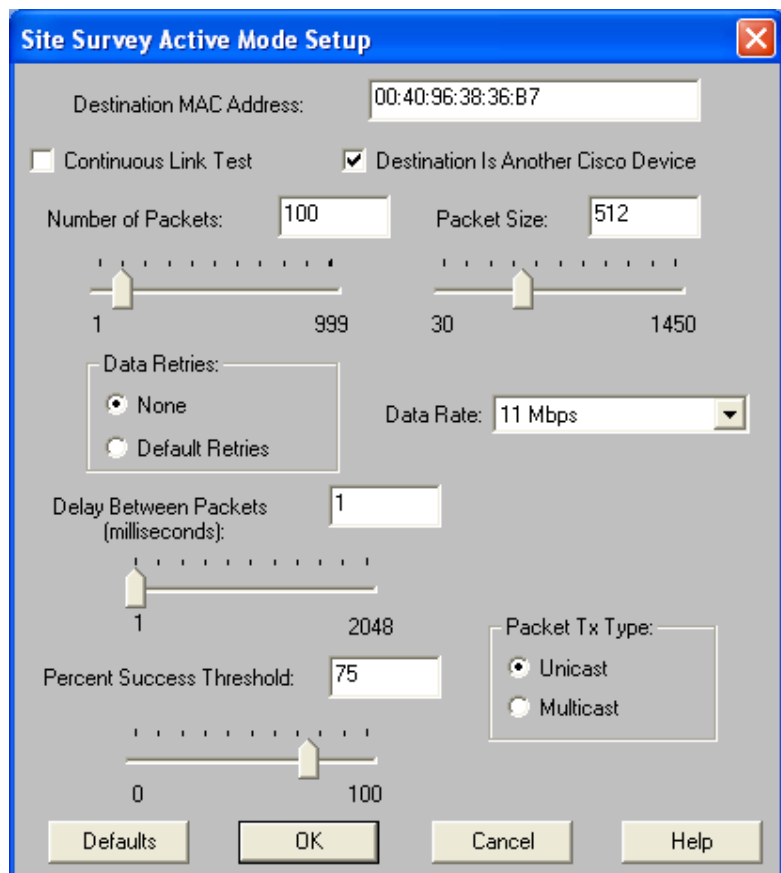 Site Survey Active Mode Setup
Destination MAC Address: 00:40:96:38:36:B7
Continuous Link Test Destination Is Another Cisco Device
Number of Packets: 100 Packet Size: 512
1 999 30 1450
Data Retries:
None
Data Rate: 11 Mbps
Default Retries
Delay Between Packets
(milliseconds): 1
1 2048
Packet Tx Type:
Unicast
Percent Success Threshold: 75
Multicast
0 100
Defaults OK Cancel Help